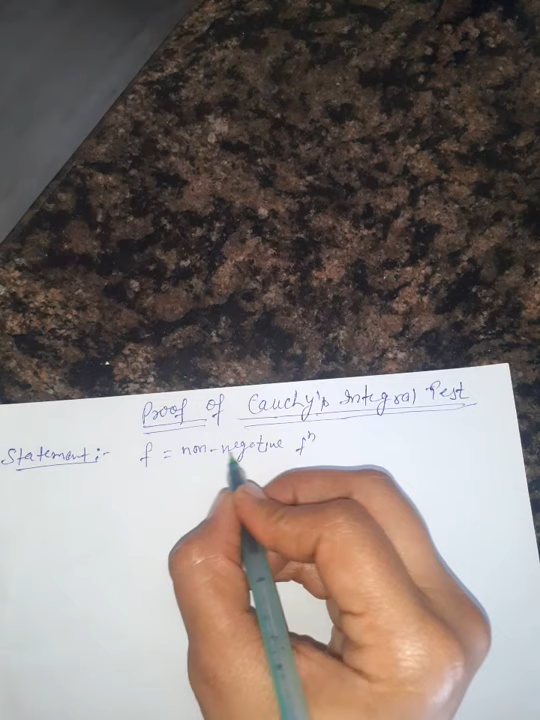 Proof of Cauchy's Integral Test
Statement :- f = non-negative fⁿ